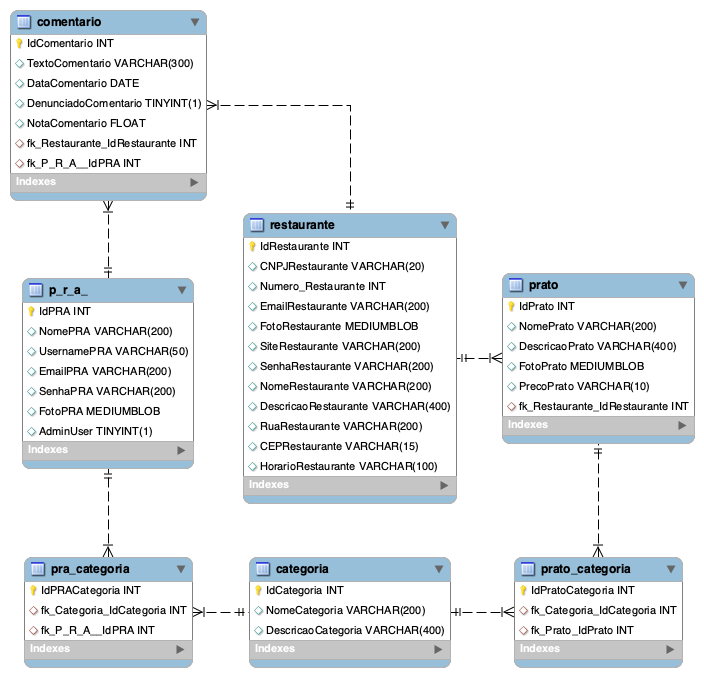 comentario
IdComentario INT
TextoComentario VARCHAR(300)
DataComentario DATE
DenunciadoComentario TINYINT(1)
NotaComentario FLOAT
fk_Restaurante_IdRestaurante INT
fk_P_R_A__IdPRA INT
Indexes
restaurante
IdRestaurante INT
CNPJRestaurante VARCHAR(20)
Numero_Restaurante INT
EmailRestaurante VARCHAR(200)
FotoRestaurante MEDIUMBLOB
SiteRestaurante VARCHAR(200)
SenhaRestaurante VARCHAR(200)
NomeRestaurante VARCHAR(200)
DescricaoRestaurante VARCHAR(400)
RuaRestaurante VARCHAR(200)
CEPRestaurante VARCHAR(15)
HorarioRestaurante VARCHAR(100)
Indexes
prato
IdPrato INT
NomePrato VARCHAR(200)
DescricaoPrato VARCHAR(400)
FotoPrato MEDIUMBLOB
PrecoPrato VARCHAR(10)
fk_Restaurante_IdRestaurante INT
Indexes
p_r_a_
IdPRA INT
NomePRA VARCHAR(200)
UsernamePRA VARCHAR(50)
EmailPRA VARCHAR(200)
SenhaPRA VARCHAR(200)
FotoPRA MEDIUMBLOB
AdminUser TINYINT(1)
Indexes
pra_categoria
IdPRACategoria INT
fk_Categoria_IdCategoria INT
fk_P_R_A__IdPRA INT
Indexes
categoria
IdCategoria INT
NomeCategoria VARCHAR(200)
DescricaoCategoria VARCHAR(400)
Indexes
prato_categoria
IdPratoCategoria INT
fk_Categoria_IdCategoria INT
fk_Prato_IdPrato INT
Indexes